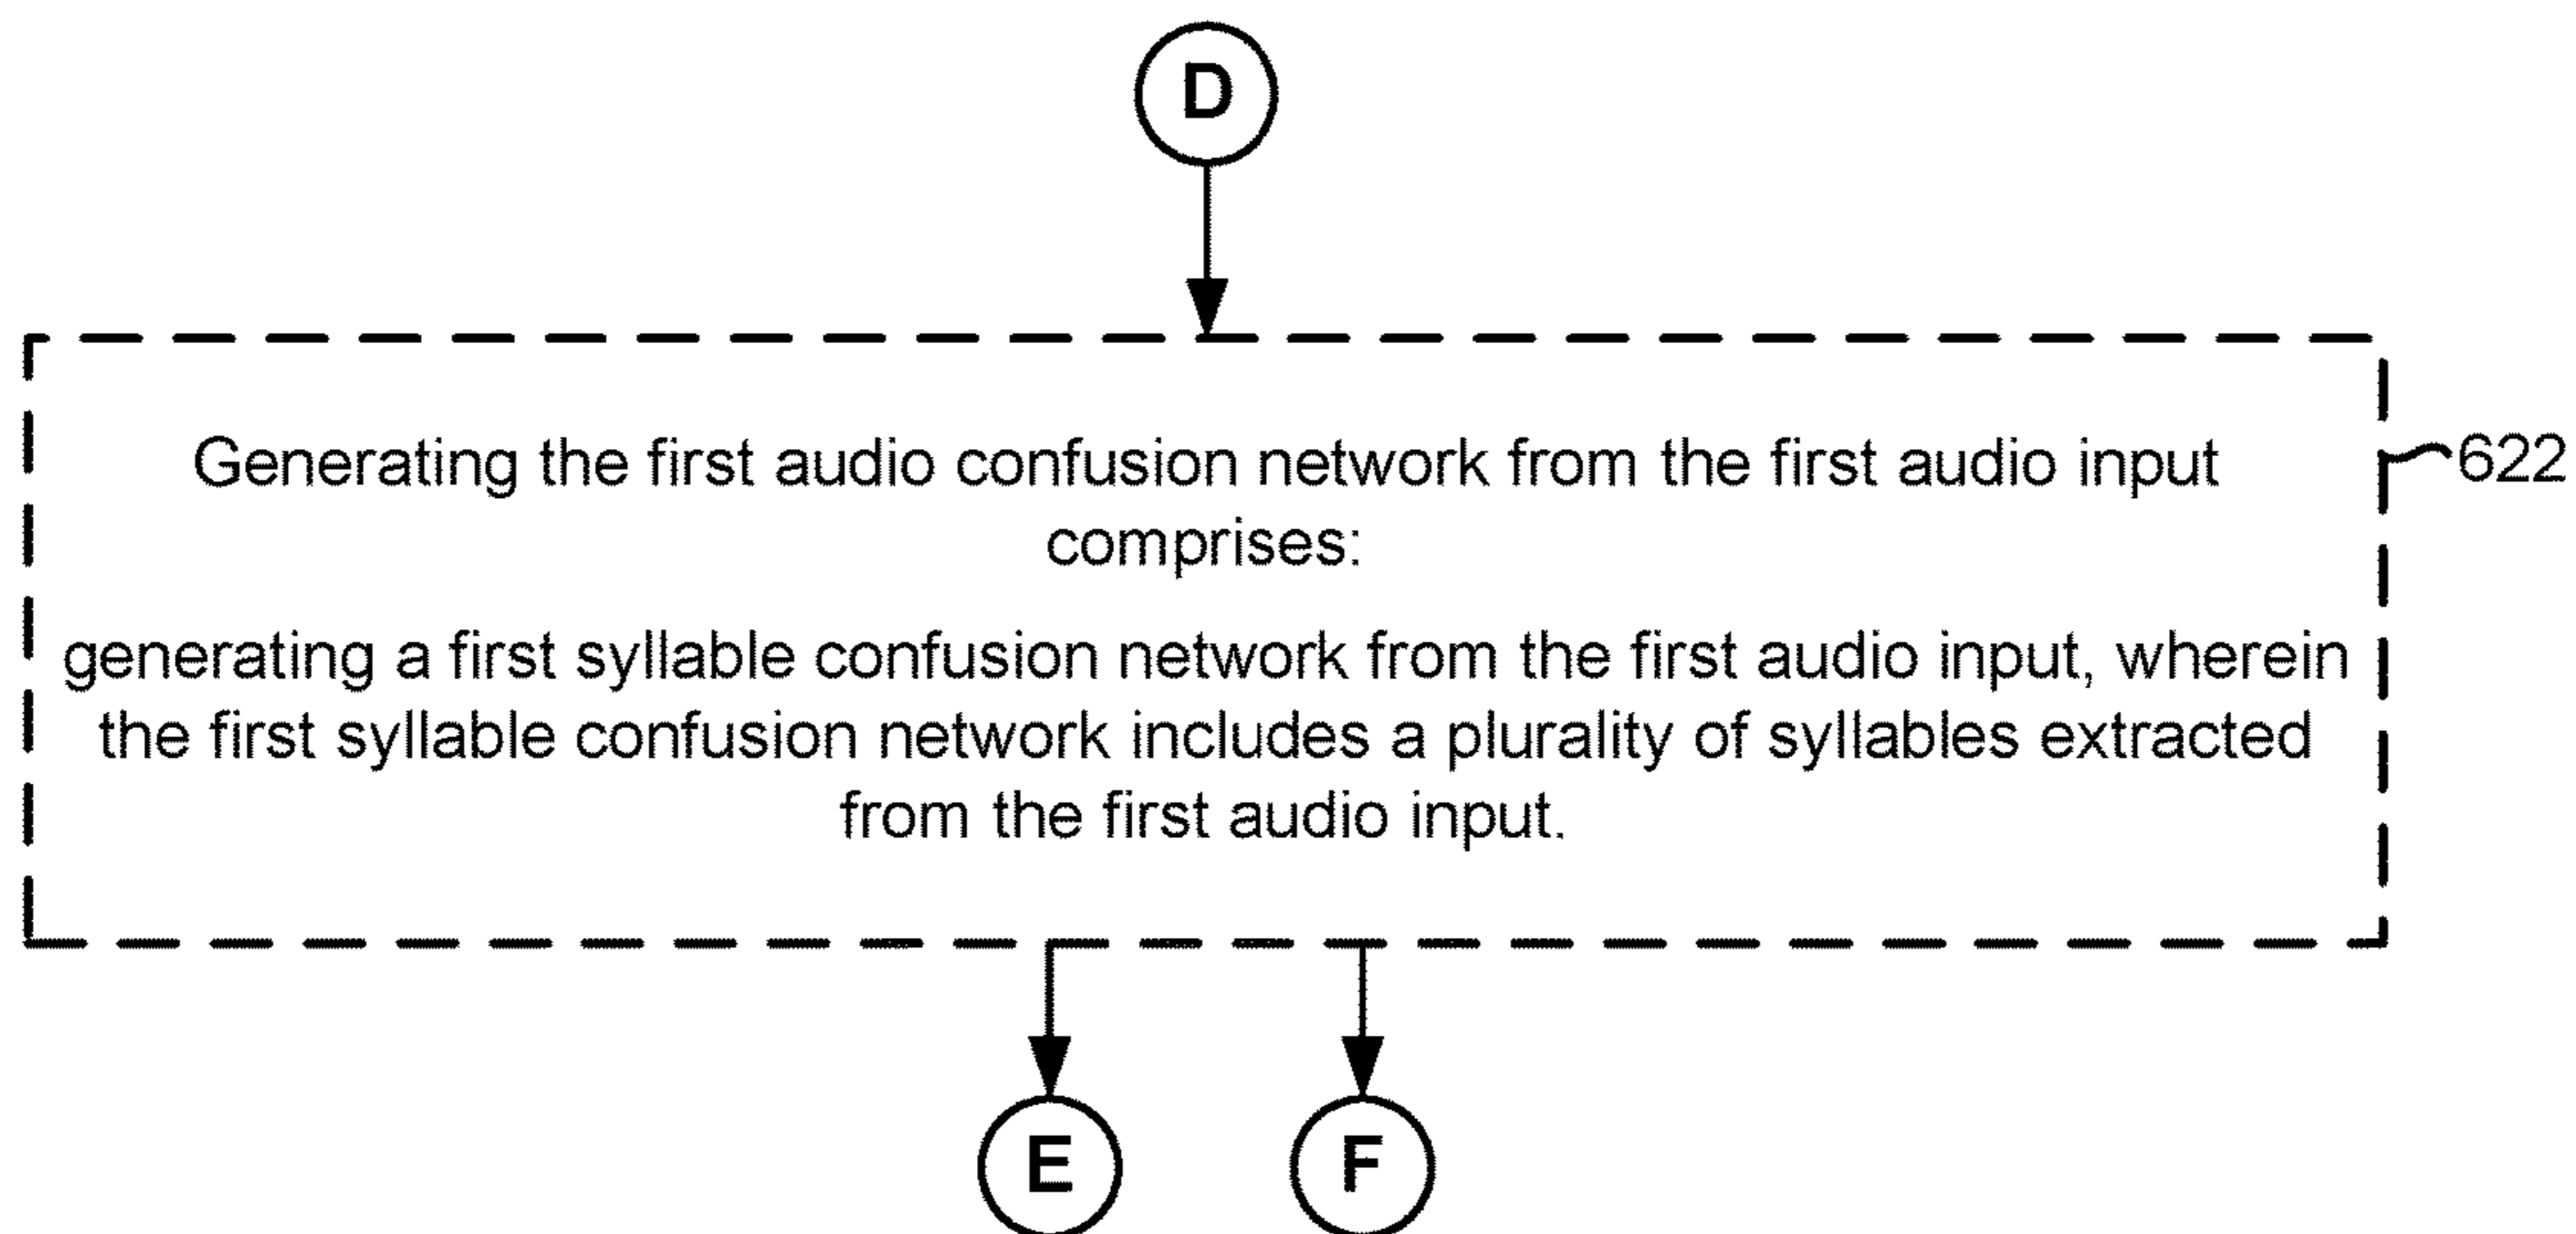 D
Generating the first audio confusion network from the first audio input
comprises:
622
generating a first syllable confusion network from the first audio input, wherein
the first syllable confusion network includes a plurality of syllables extracted
from the first audio input.
E
F